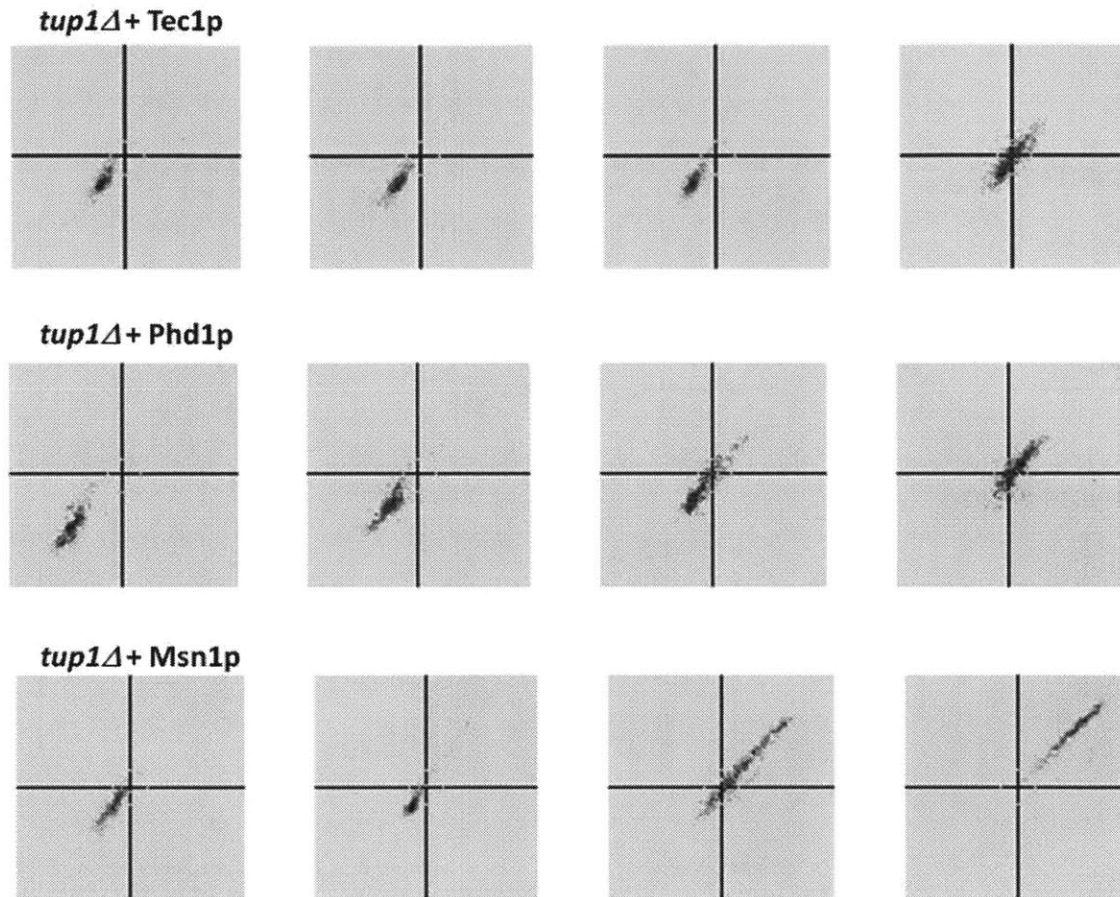 tup1Δ + Tec1p
tup1Δ + Phd1p
tup1Δ + Msn1p